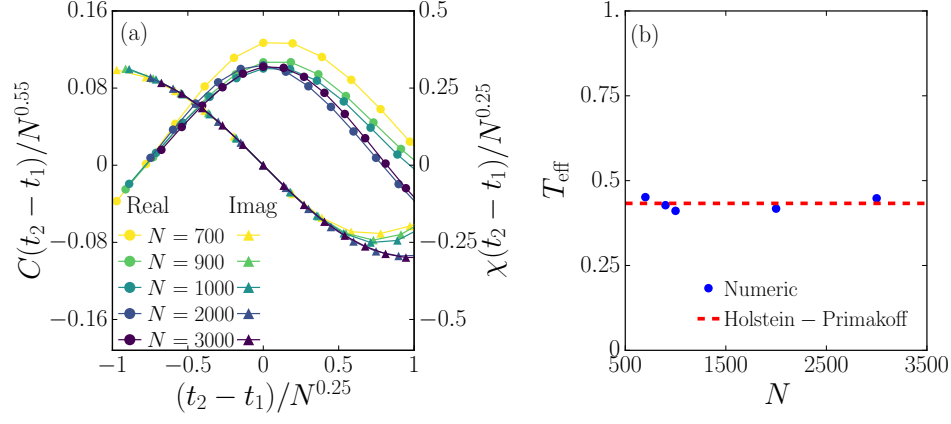 (a)
C(t₂ − t₁)/N^0.55
0.16
0.08
0
−0.08
−0.16
0.5
0.25
0
−0.25
−0.5
χ(t₂ − t₁)/N^0.25
Real Imag
N = 700
N = 900
N = 1000
N = 2000
N = 3000
−1 −0.5 0 0.5 1
(t₂ − t₁)/N^0.25
(b)
T_eff
1.
0.75
0.5
0.25
0.
Numeric
Holstein − Primakoff
500 1500 2500 3500
N